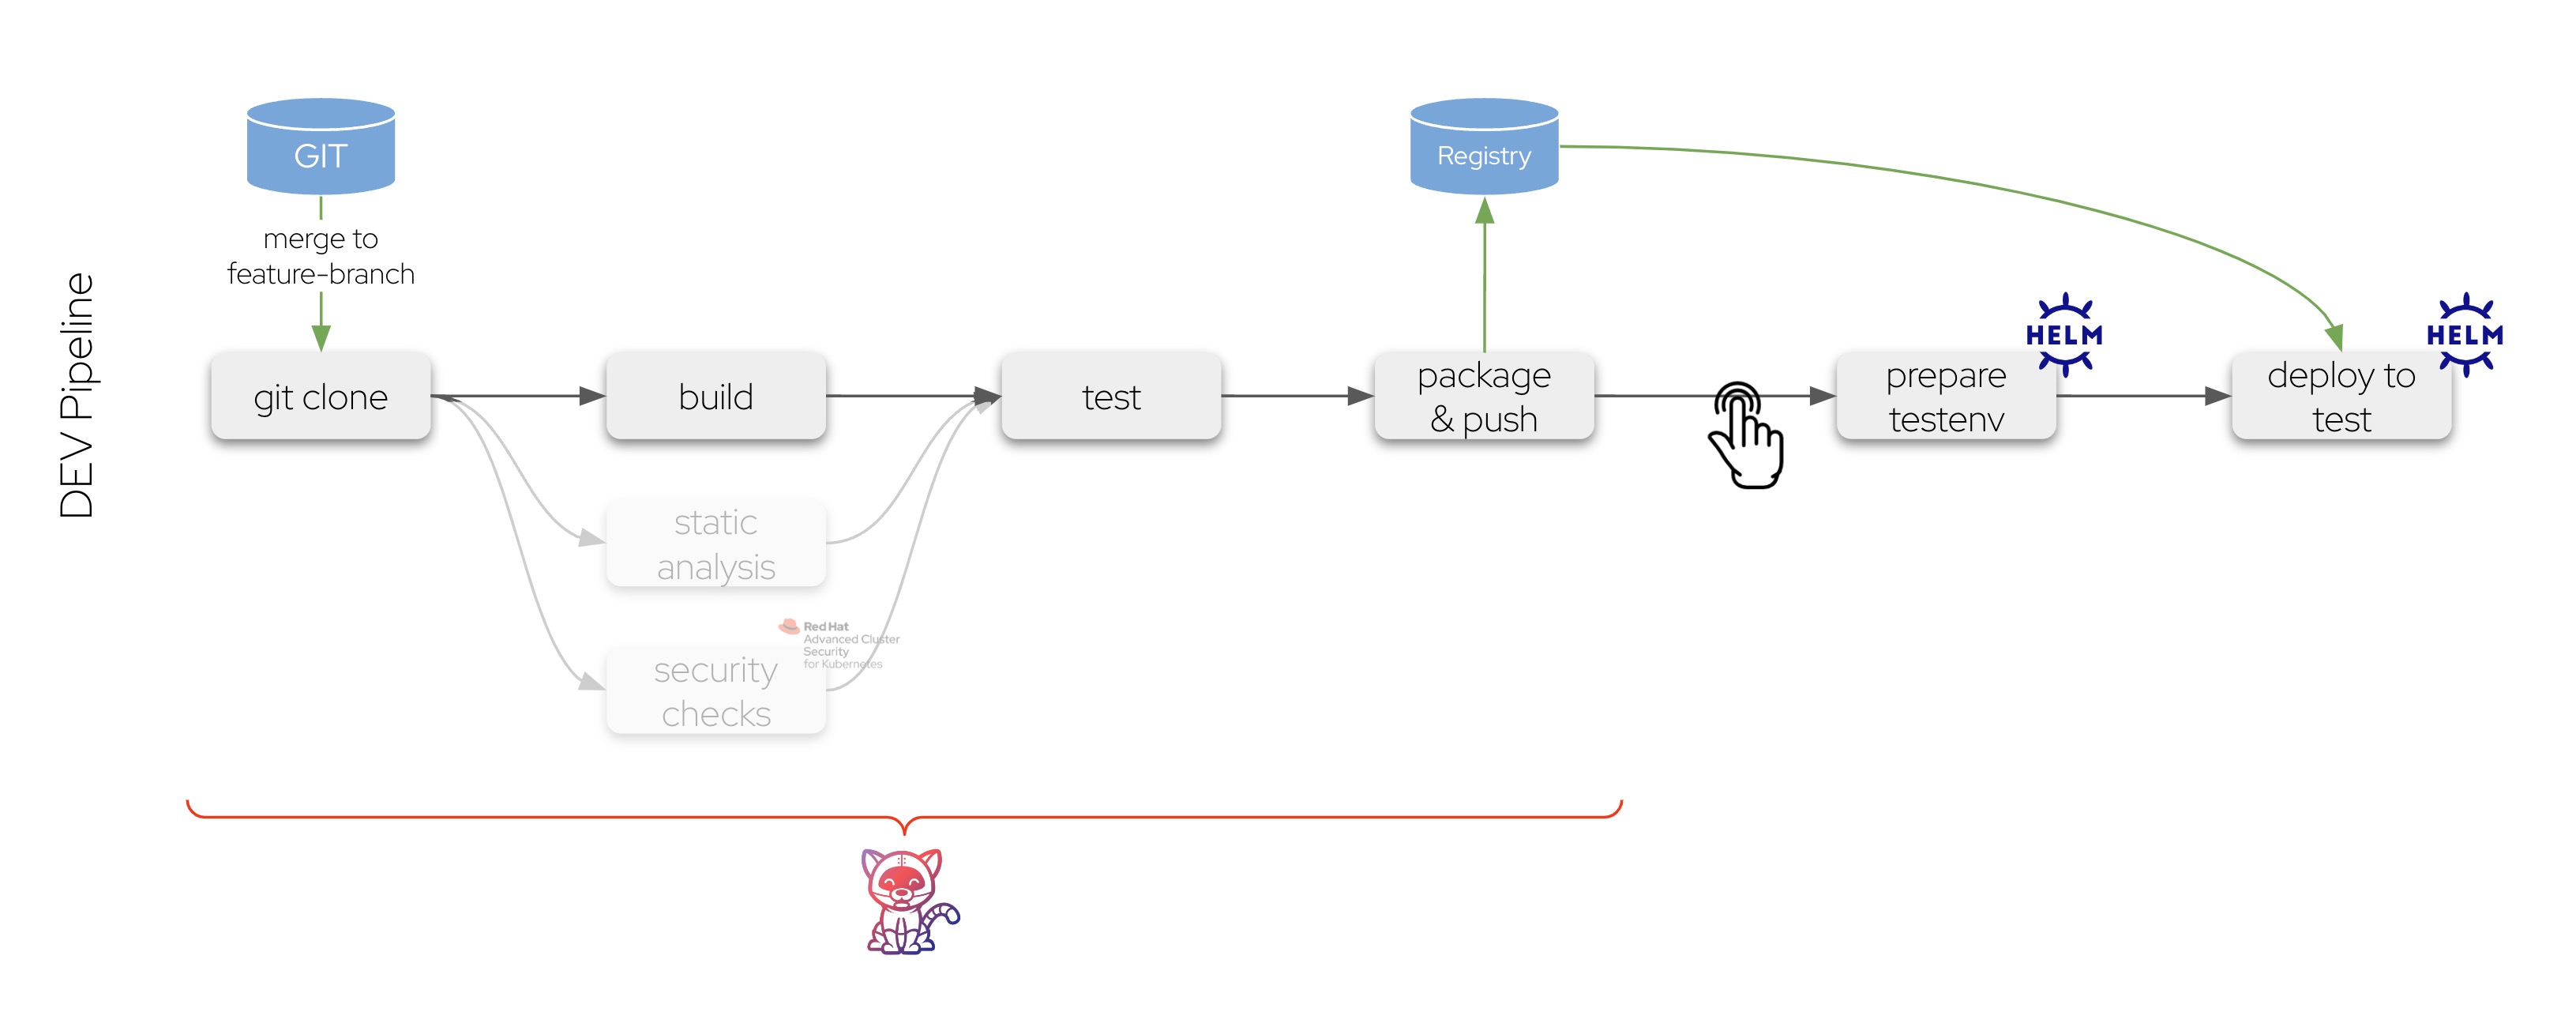 DEV Pipeline
GIT
merge to
feature-branch
git clone
build
static
analysis
Red Hat
Advanced Cluster
Security
for Kubernetes
security
checks
test
package
& push
Registry
prepare
testenv
HELM
deploy to
test
HELM